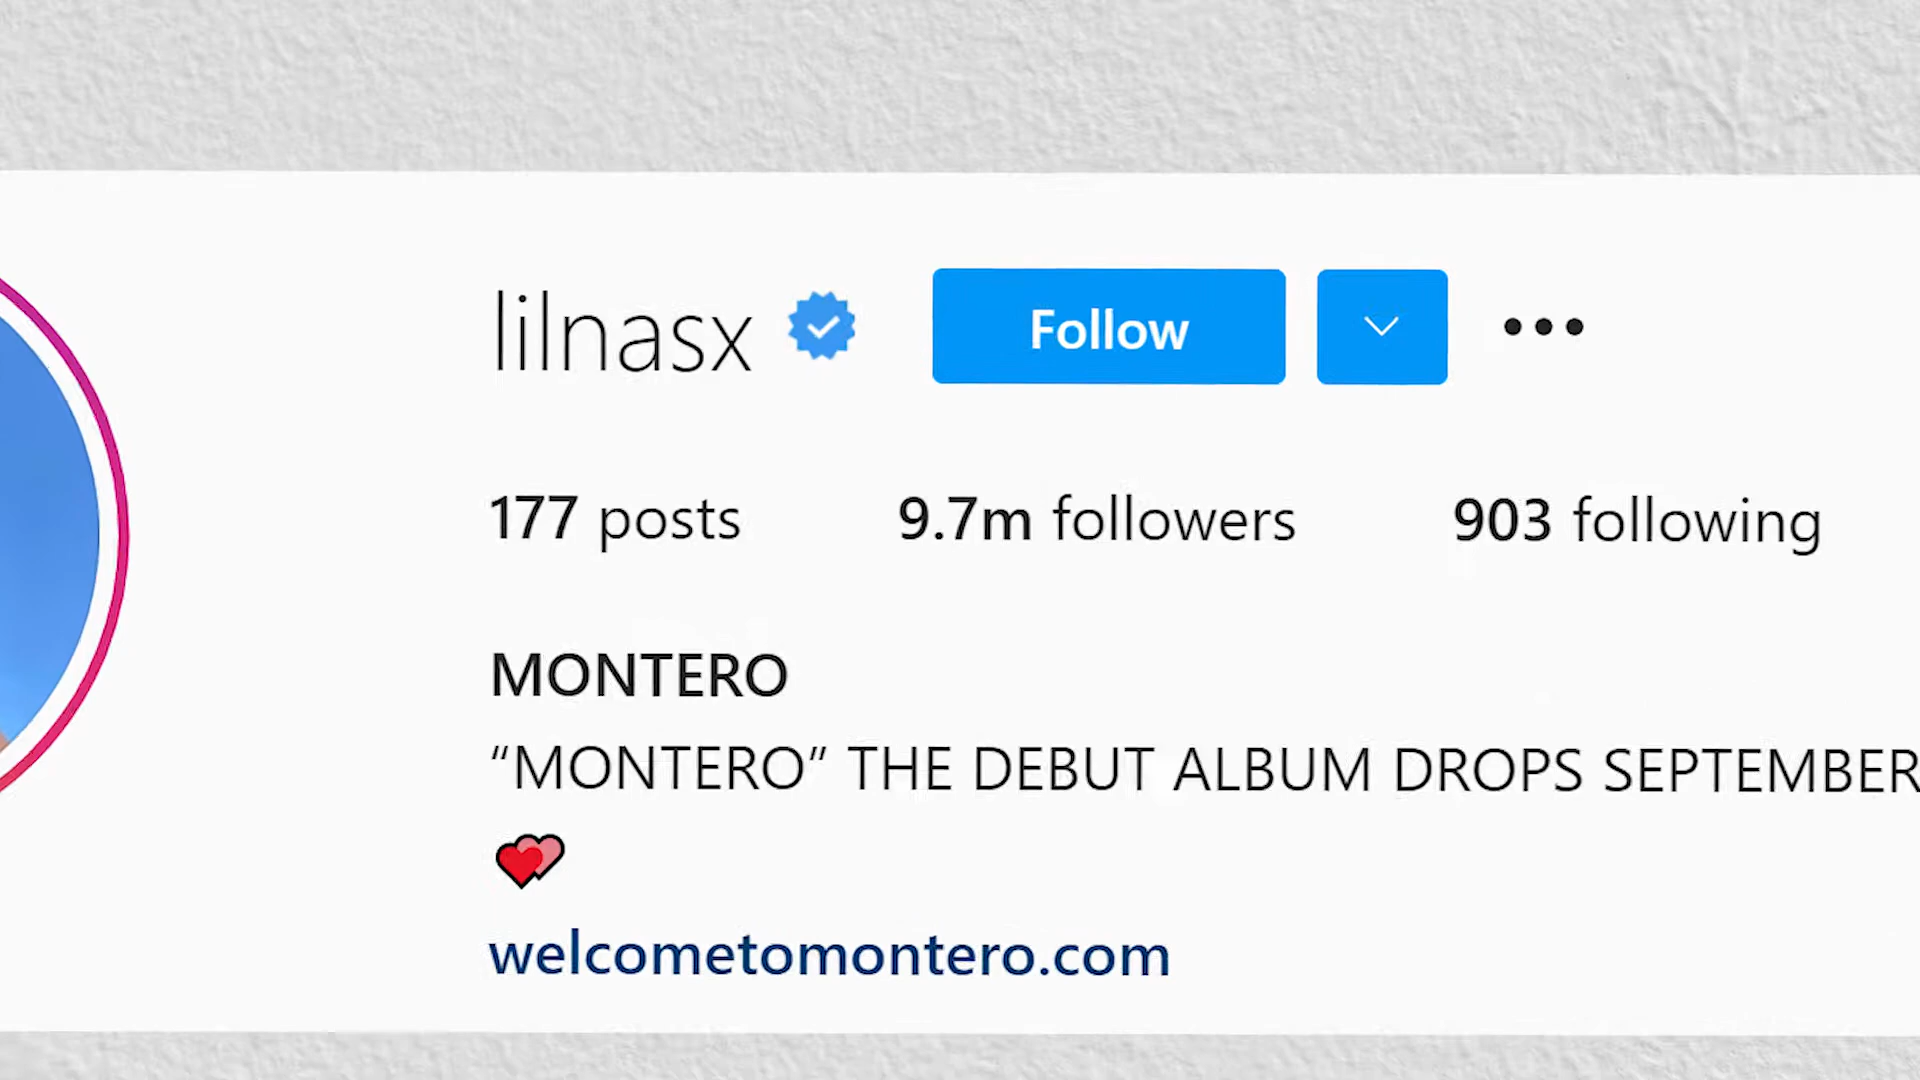 lilnasx Follow
177 posts 9.7m followers 903 following
MONTERO
“MONTERO” THE DEBUT ALBUM DROPS SEPTEMBER
welcometomontero.com